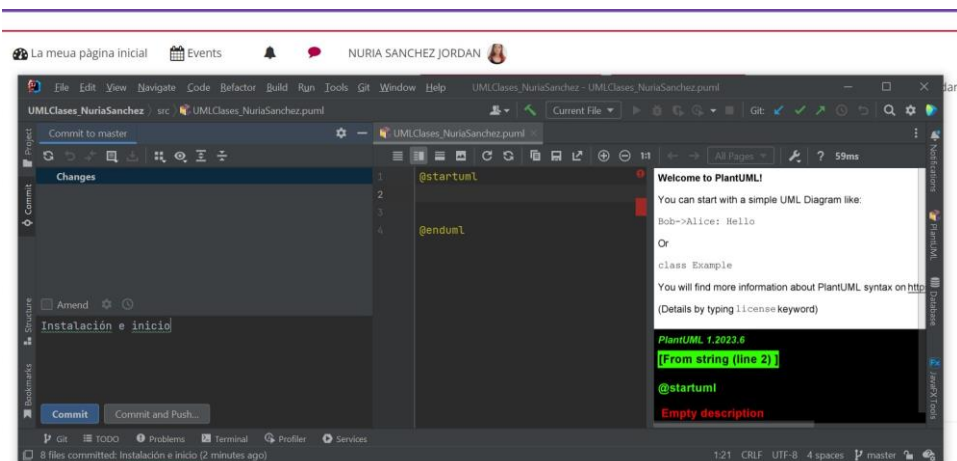 La meua pàgina inicial Events NURIA SANCHEZ JORDAN
File Edit View Navigate Code Refactor Build Run Tools Git Window Help UMLClases_NuriaSanchez - UMLClases_NuriaSanchez.puml
UMLClases_NuriaSanchez src UMLClases_NuriaSanchez.puml Current File Git:
Project
Commit
Structure
Bookmarks
Commit to master
Changes
Amend
Instalación e inicio
Commit Commit and Push...
UMLClases_NuriaSanchez.puml
1:1 All Pages ? 59ms
1 @startuml
2
3
4 @enduml
Welcome to PlantUML!
You can start with a simple UML Diagram like:
Bob->Alice: Hello
Or
class Example
You will find more information about PlantUML syntax on http
(Details by typing license keyword)
PlantUML 1.2023.6
[From string (line 2) ]
@startuml
Empty description
Notifications
PlantUML
Database
JavaFX Tools
Git TODO Problems Terminal Profiler Services
8 files committed: Instalación e inicio (2 minutes ago) 1:21 CRLF UTF-8 4 spaces master